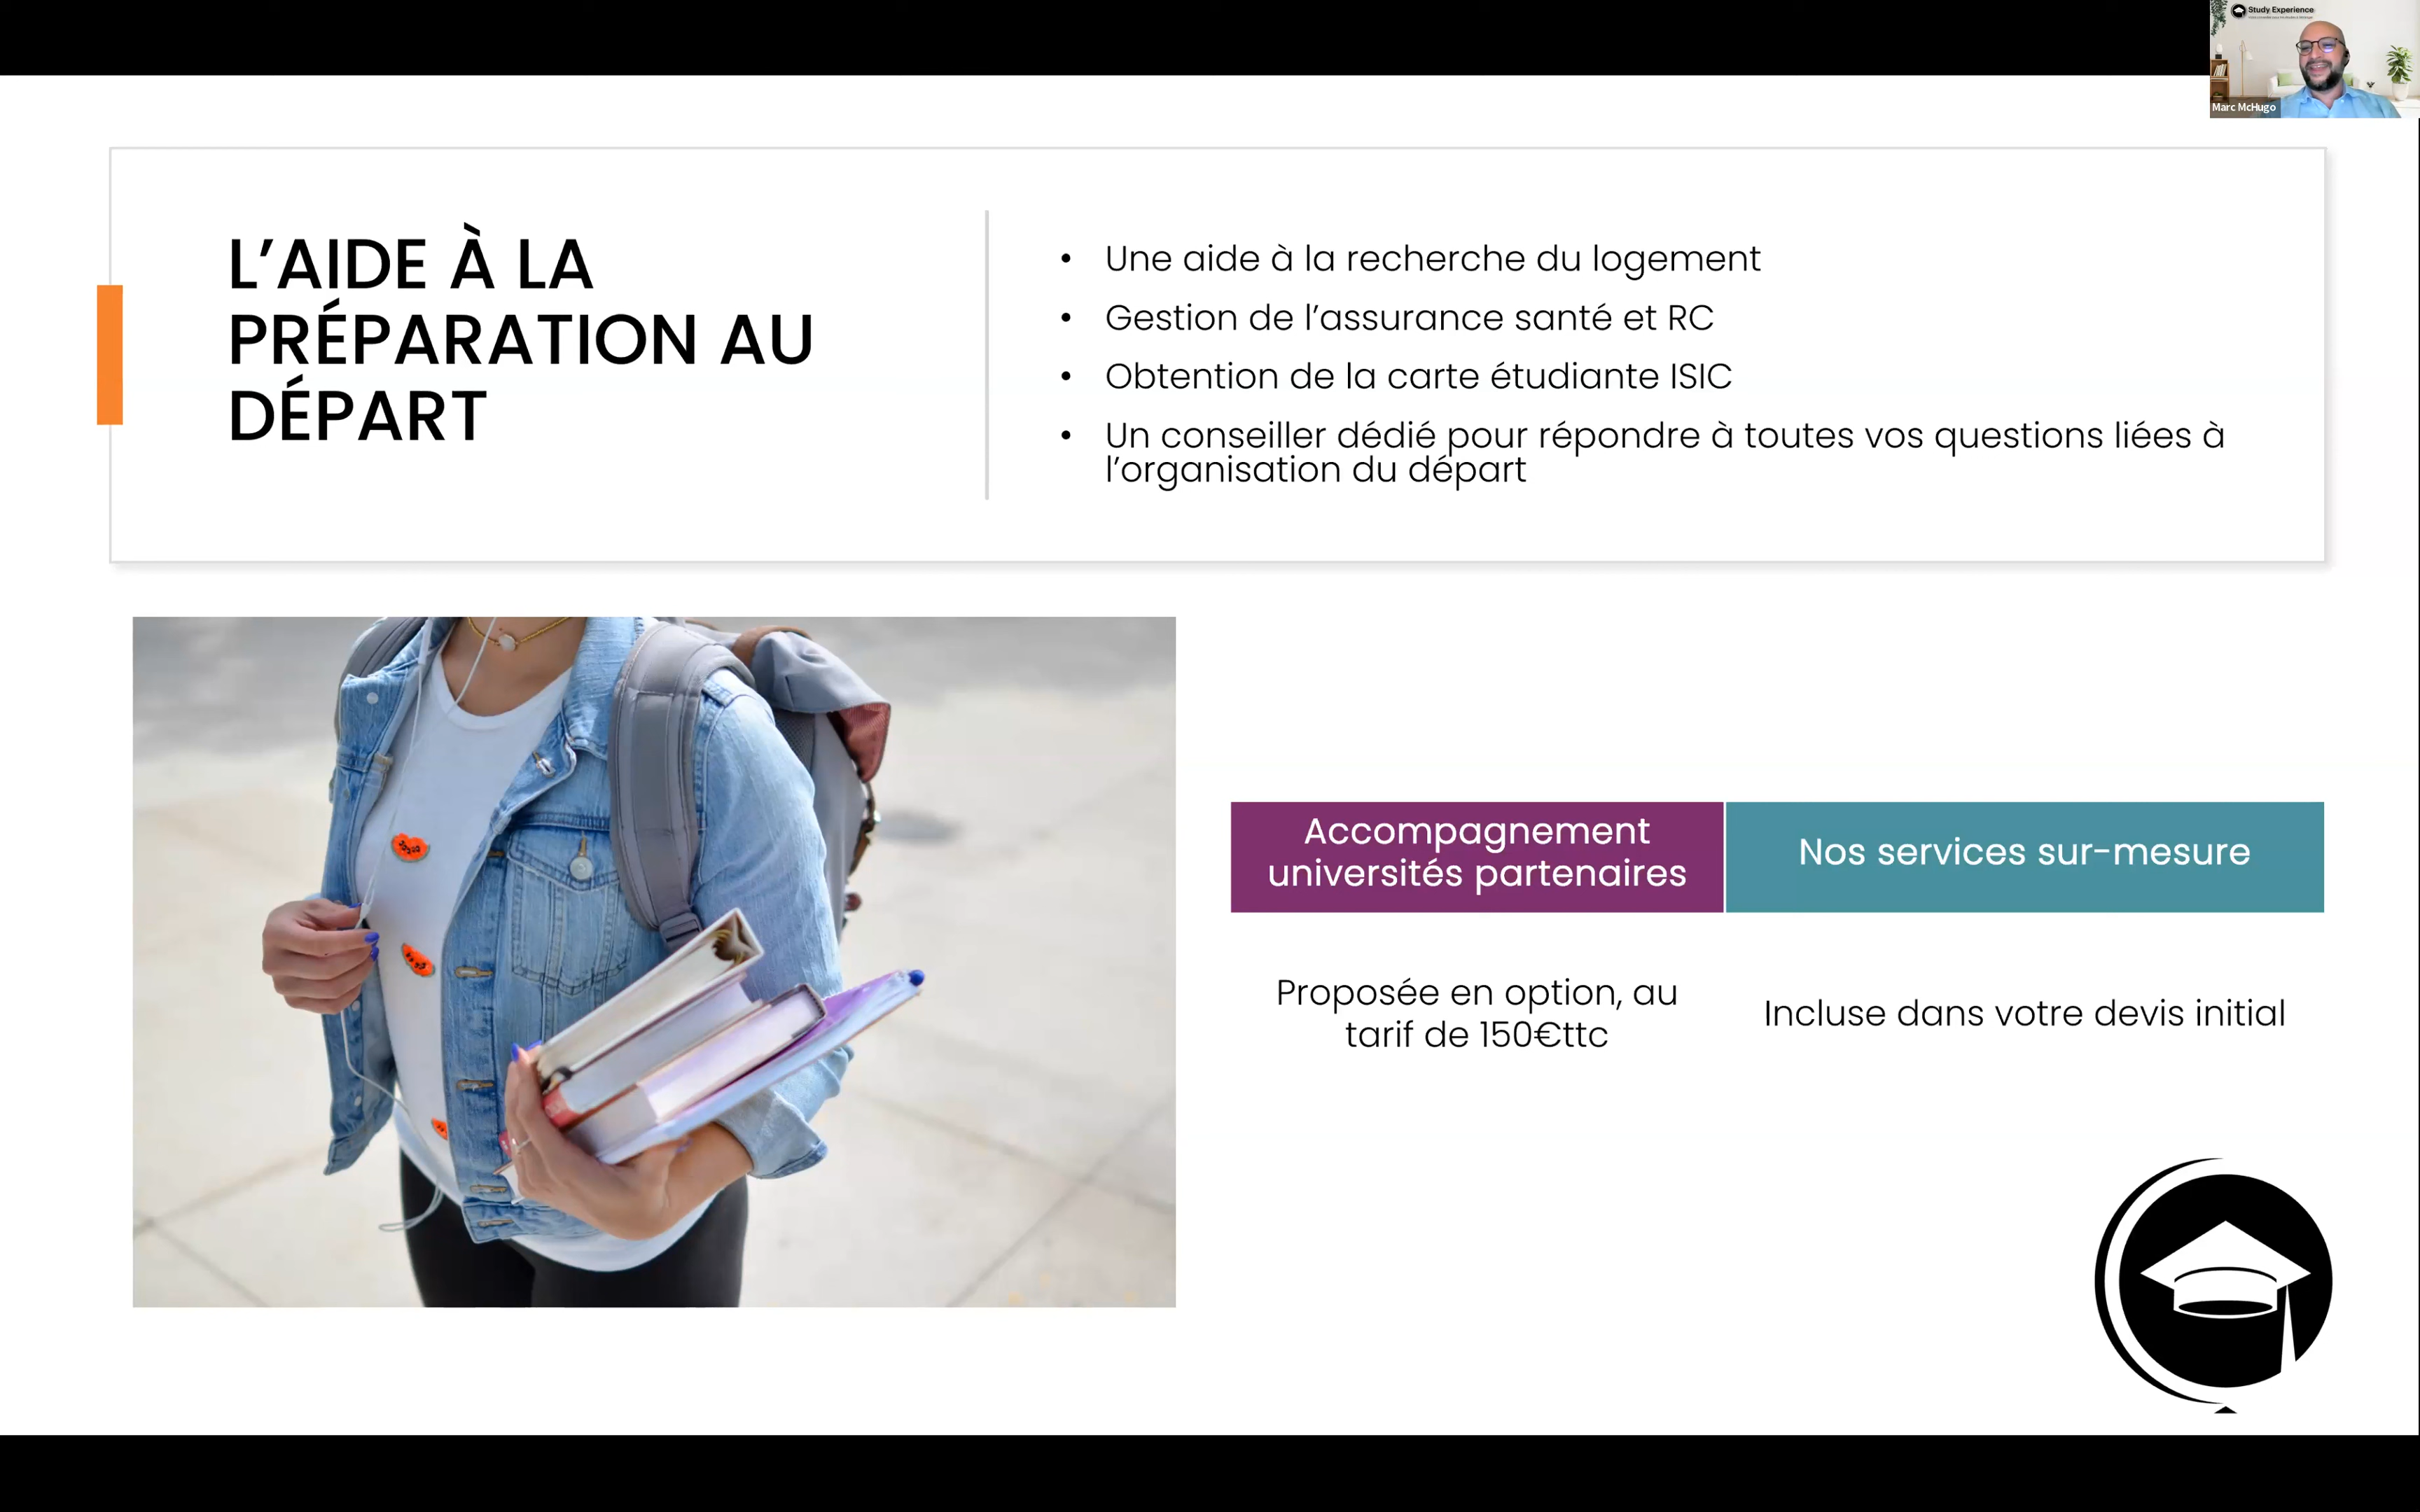 Study Experience
Marc McHugo
L'AIDE À LA
PRÉPARATION AU
DÉPART
• Une aide à la recherche du logement
• Gestion de l'assurance santé et RC
• Obtention de la carte étudiante ISIC
• Un conseiller dédié pour répondre à toutes vos questions liées à
l'organisation du départ
Accompagnement
universités partenaires
Nos services sur-mesure
Proposée en option, au
tarif de 150€ttc
Incluse dans votre devis initial